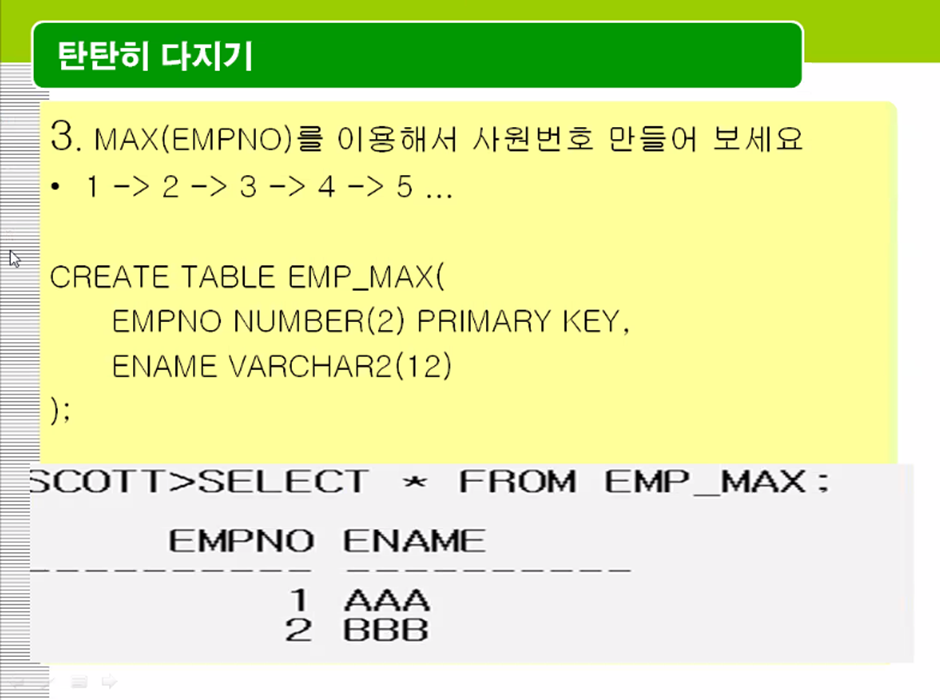 탄탄히 다지기
3. MAX(EMPNO)를 이용해서 사원번호 만들어 보세요
• 1 -> 2 -> 3 -> 4 -> 5 ...
CREATE TABLE EMP_MAX(
EMPNO NUMBER(2) PRIMARY KEY,
ENAME VARCHAR2(12)
);
SCOTT>SELECT * FROM EMP_MAX;
EMPNO ENAME
---------- ----------
1 AAA
2 BBB